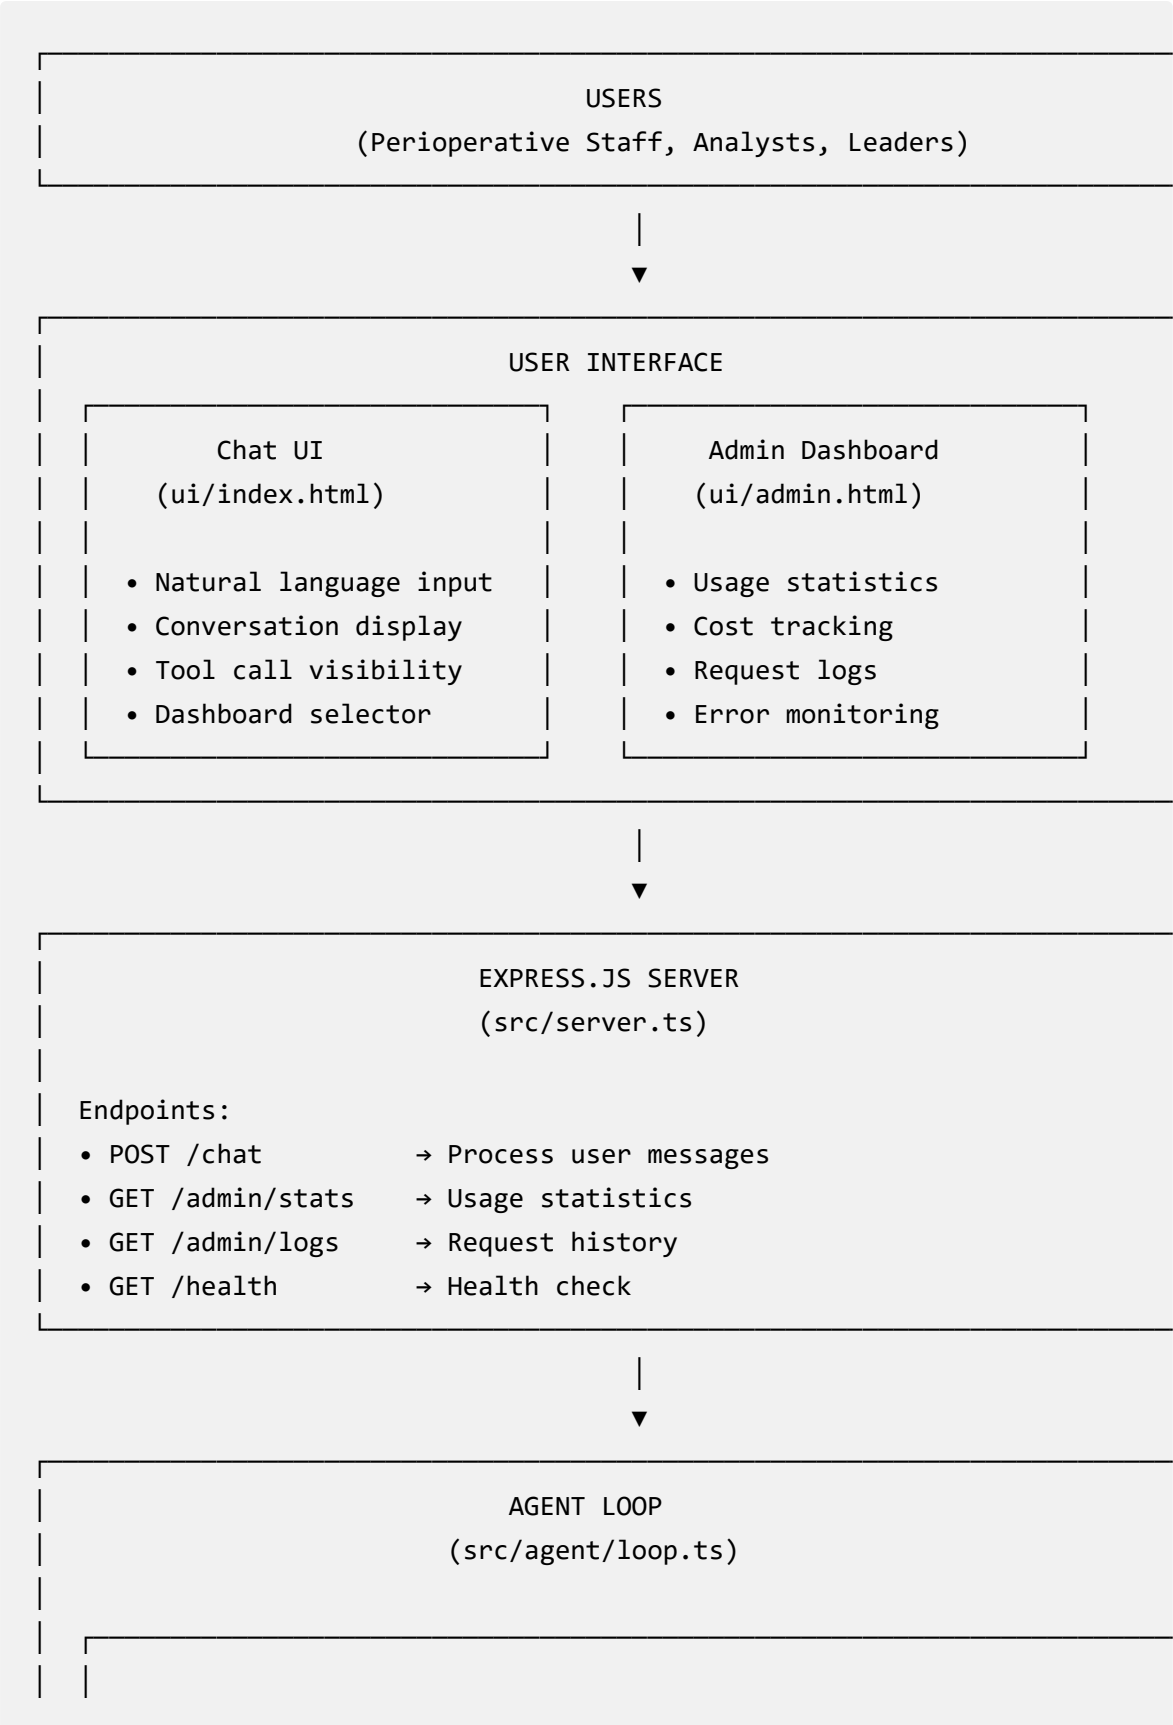 USERS
(Perioperative Staff, Analysts, Leaders)
▼
USER INTERFACE
Chat UI Admin Dashboard
(ui/index.html) (ui/admin.html)
• Natural language input • Usage statistics
• Conversation display • Cost tracking
• Tool call visibility • Request logs
• Dashboard selector • Error monitoring
▼
EXPRESS.JS SERVER
(src/server.ts)
Endpoints:
• POST /chat → Process user messages
• GET /admin/stats → Usage statistics
• GET /admin/logs → Request history
• GET /health → Health check
▼
AGENT LOOP
(src/agent/loop.ts)